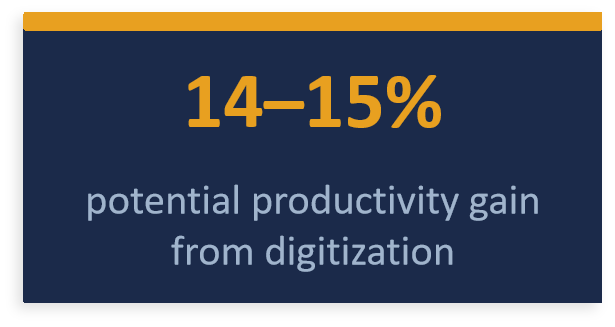 14–15%
potential productivity gain
from digitization